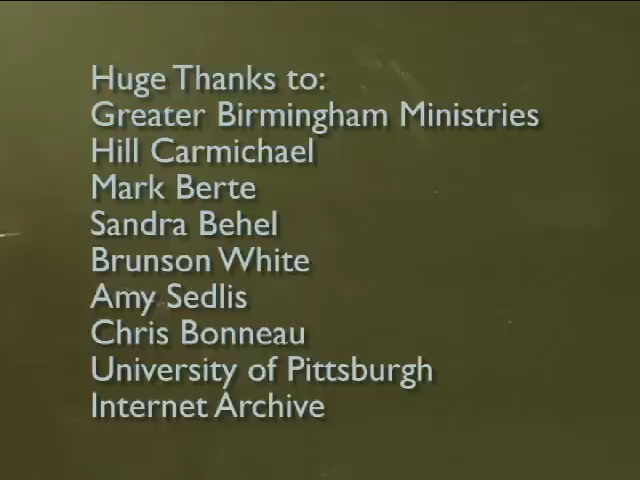 Huge Thanks to:
Greater Birmingham Ministries
Hill Carmichael
Mark Berte
Sandra Behel
Brunson White
Amy Sedlis
Chris Bonneau
University of Pittsburgh
Internet Archive